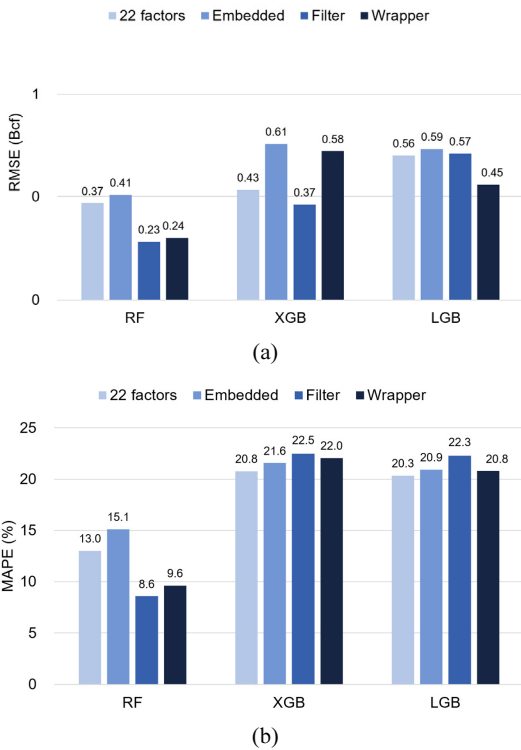 22 factors Embedded Filter Wrapper
RMSE (Bcf)
1
0
0
0.37 0.41 0.23 0.24
0.43 0.61 0.37 0.58
0.56 0.59 0.57 0.45
RF XGB LGB
(a)
22 factors Embedded Filter Wrapper
MAPE (%)
25
20
15
10
5
0
13.0 15.1 8.6 9.6
20.8 21.6 22.5 22.0
20.3 20.9 22.3 20.8
RF XGB LGB
(b)